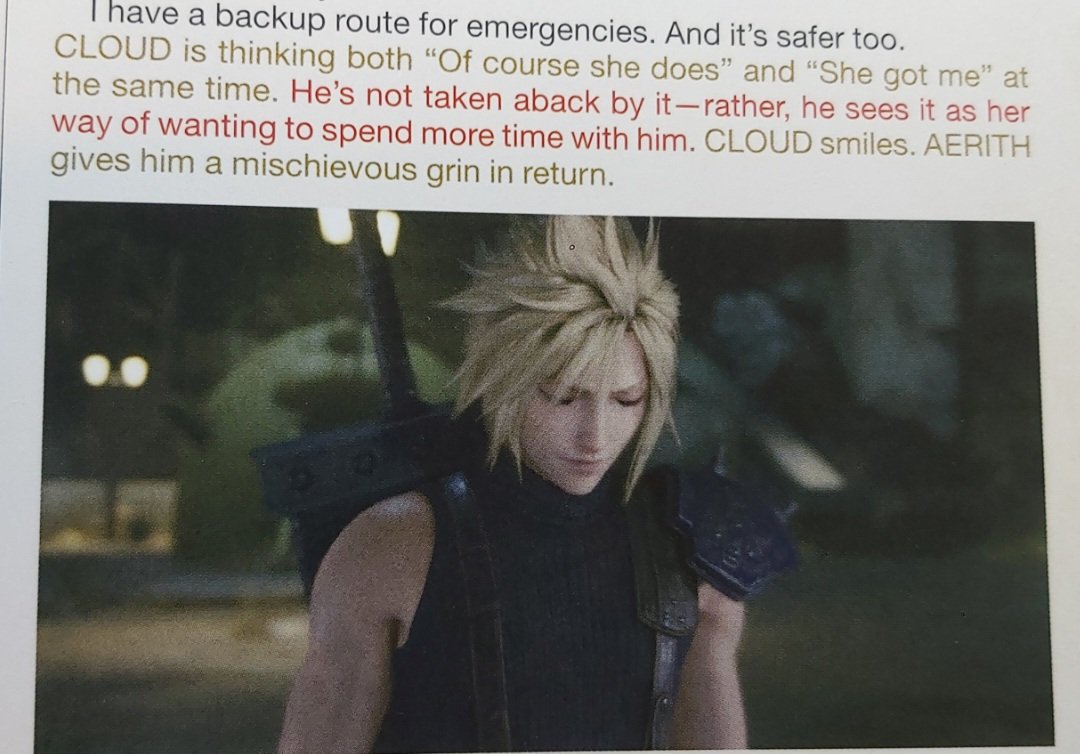 I have a backup route for emergencies. And it's safer too.
CLOUD is thinking both “Of course she does” and “She got me” at
the same time. He's not taken aback by it—rather, he sees it as her
way of wanting to spend more time with him. CLOUD smiles. AERITH
gives him a mischievous grin in return.